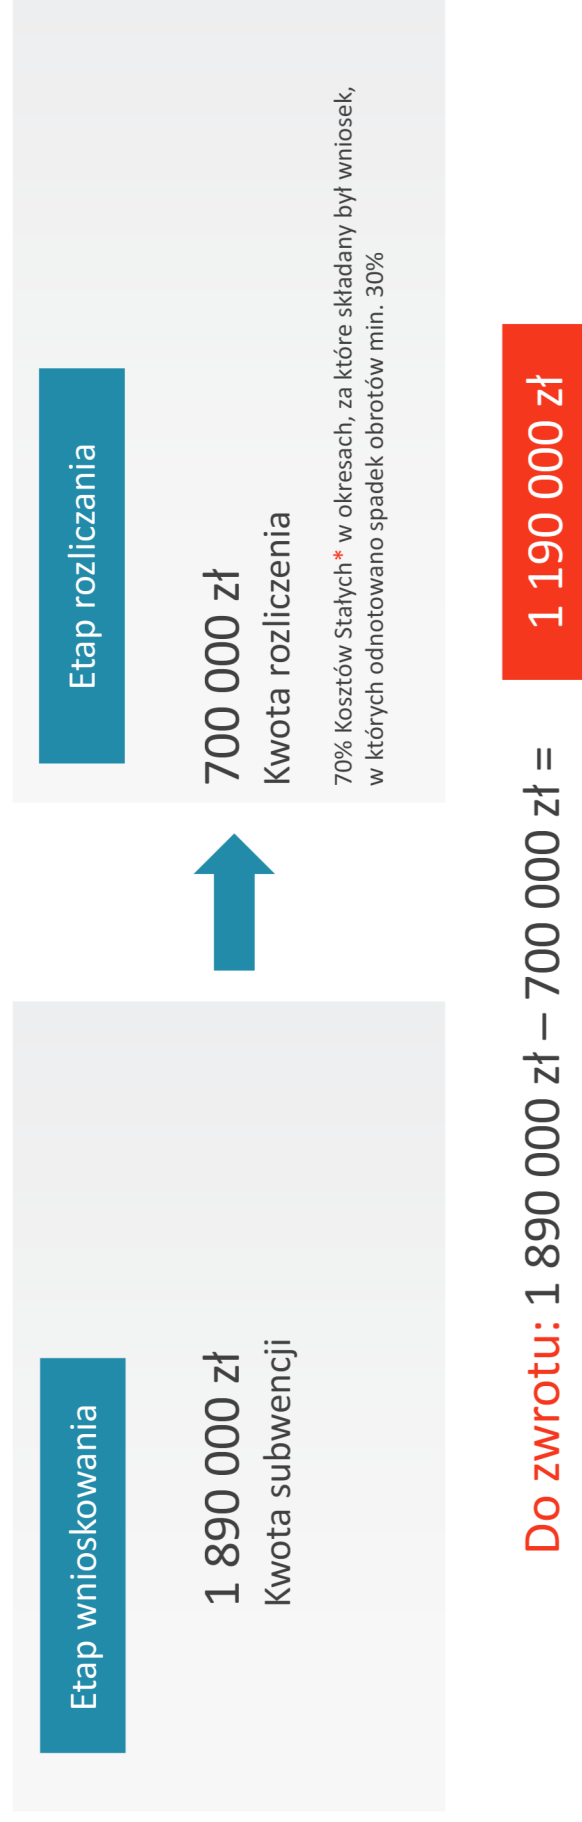 Etap wnioskowania
1 890 000 zł
Kwota subwencji
Etap rozliczania
700 000 zł
Kwota rozliczenia
70% Kosztów Stałych* w okresach, za które składany był wniosek,
w których odnotowano spadek obrotów min. 30%
Do zwrotu: 1 890 000 zł – 700 000 zł = 1 190 000 zł